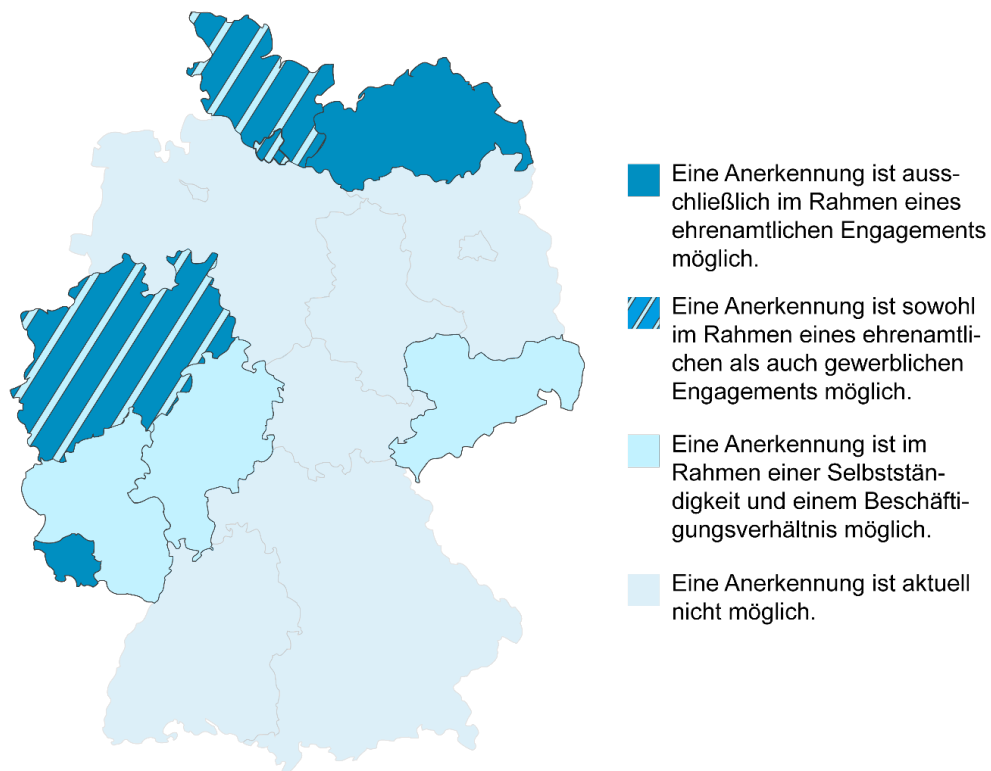 Eine Anerkennung ist auss-
chließlich im Rahmen eines
ehrenamtlichen Engagements
möglich.
Eine Anerkennung ist sowohl
im Rahmen eines ehrenamtli-
chen als auch gewerblichen
Engagements möglich.
Eine Anerkennung ist im
Rahmen einer Selbststän-
digkeit und einem Beschäfti-
gungsverhältnis möglich.
Eine Anerkennung ist aktuell
nicht möglich.